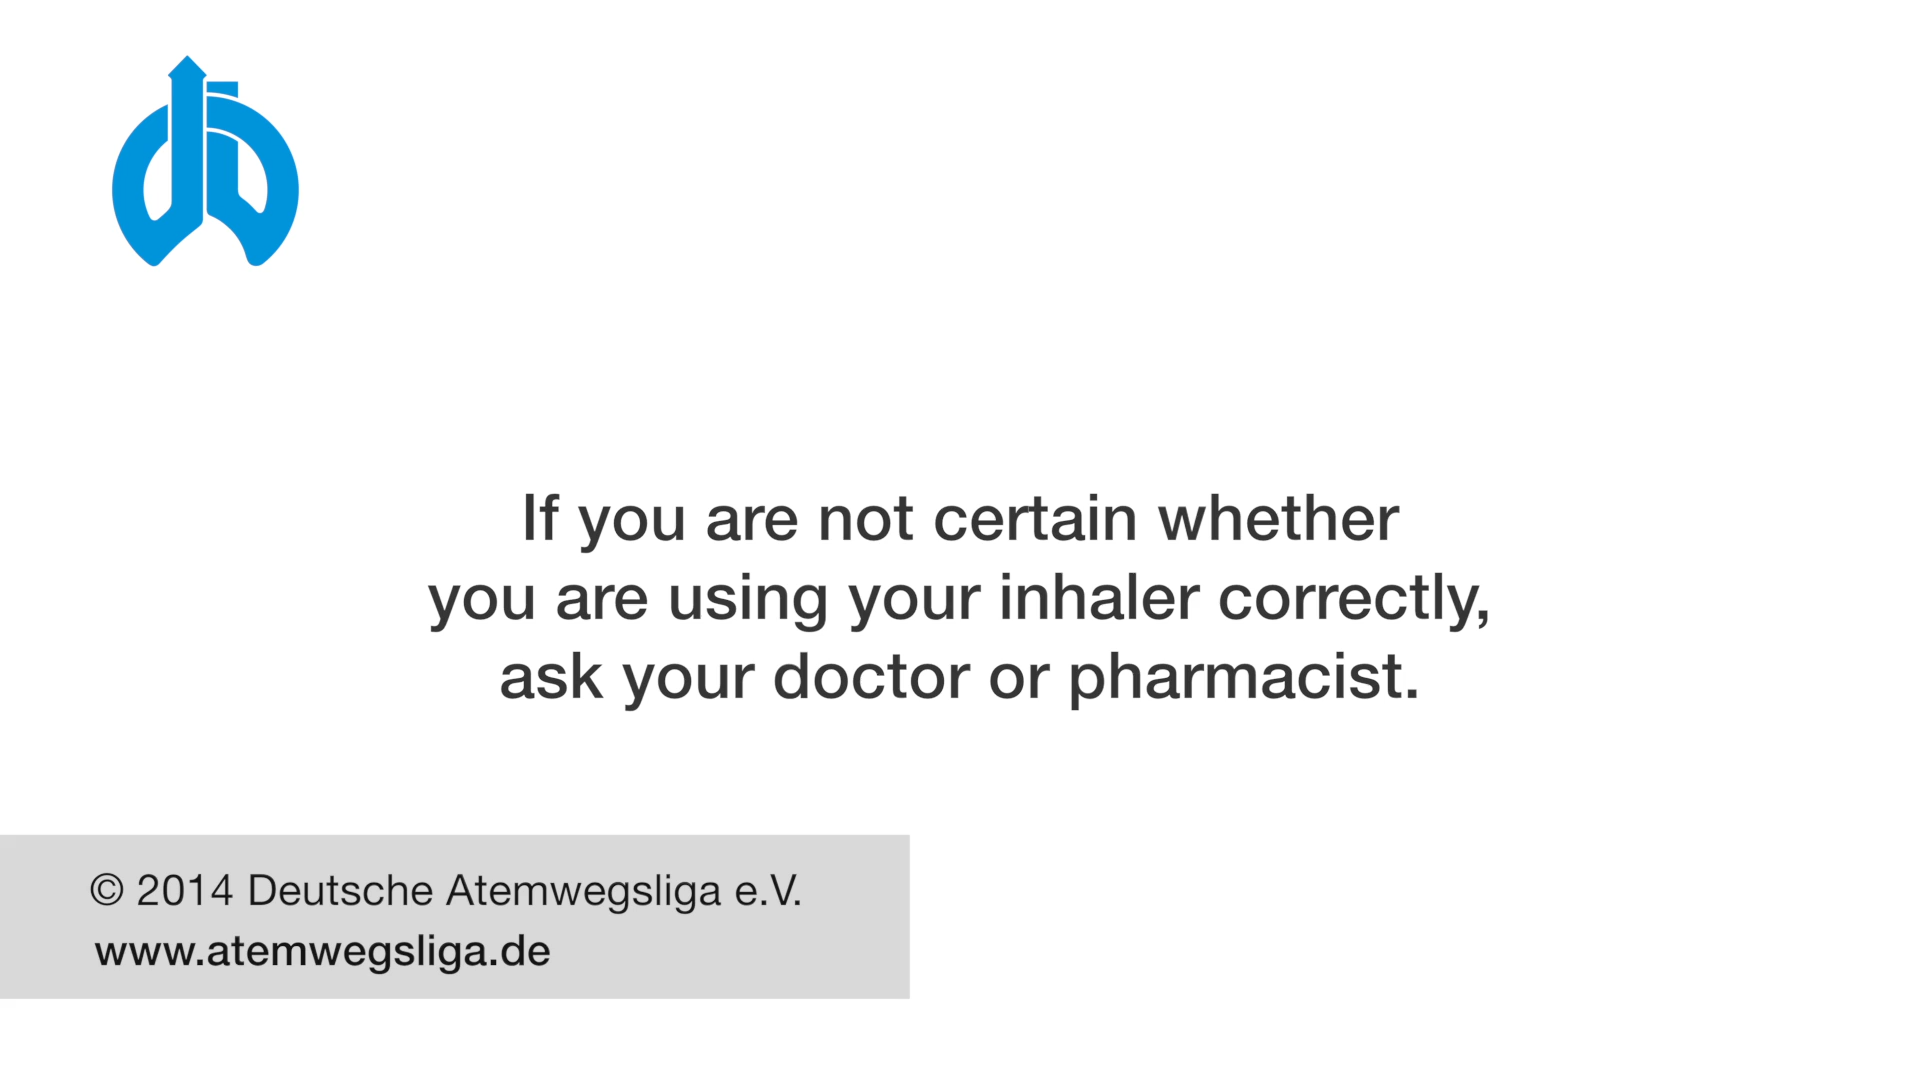 If you are not certain whether
you are using your inhaler correctly,
ask your doctor or pharmacist.
© 2014 Deutsche Atemwegsliga e.V.
www.atemwegsliga.de